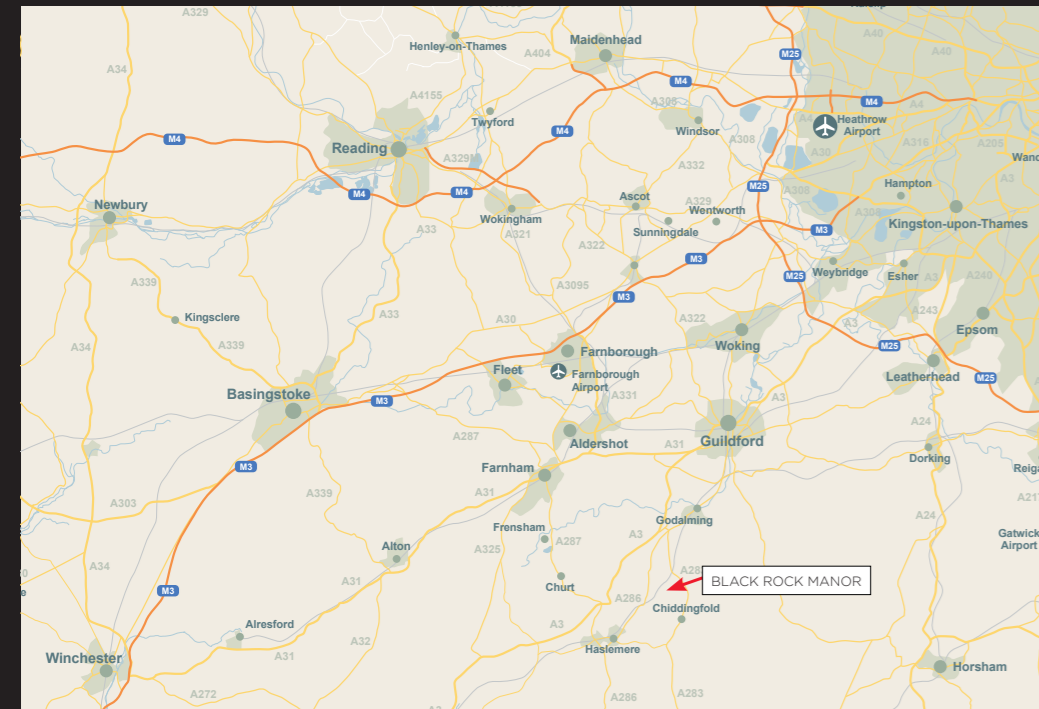 A329
A34
Henley-on-Thames
A404
Maidenhead
M25
A40
A40
M4
A4155
A308
M4
A4
Twyford
Windsor
Heathrow
Airport
M4
M4
Reading
A329M
A308
A30
A316
A205
A332
M4
M4
Ascot
A329
M25
A308
Hampton
A3
Newbury
Wokingham
A321
Wentworth
Sunningdale
A308
Kingston-upon-Thames
A33
M3
A322
M3
A339
A3095
M3
M25
Weybridge
Esher
A3
A240
Kingsclere
A33
A30
A322
A3
A243
Epsom
A34
A339
Farnborough
Woking
M25
Fleet
Farnborough
Airport
Leatherhead
M25
Basingstoke
M3
A331
A3
A287
Aldershot
A31
Guildford
A24
M3
Farnham
Dorking
A303
A339
A31
Frensham
A287
A3
Godalming
A24
Gatwick
Airport
A325
Alton
A34
A31
Churt
A286
BLACK ROCK MANOR
M3
Chiddingfold
Alresford
A3
A32
A31
Haslemere
Winchester
Horsham
A272
A286
A283